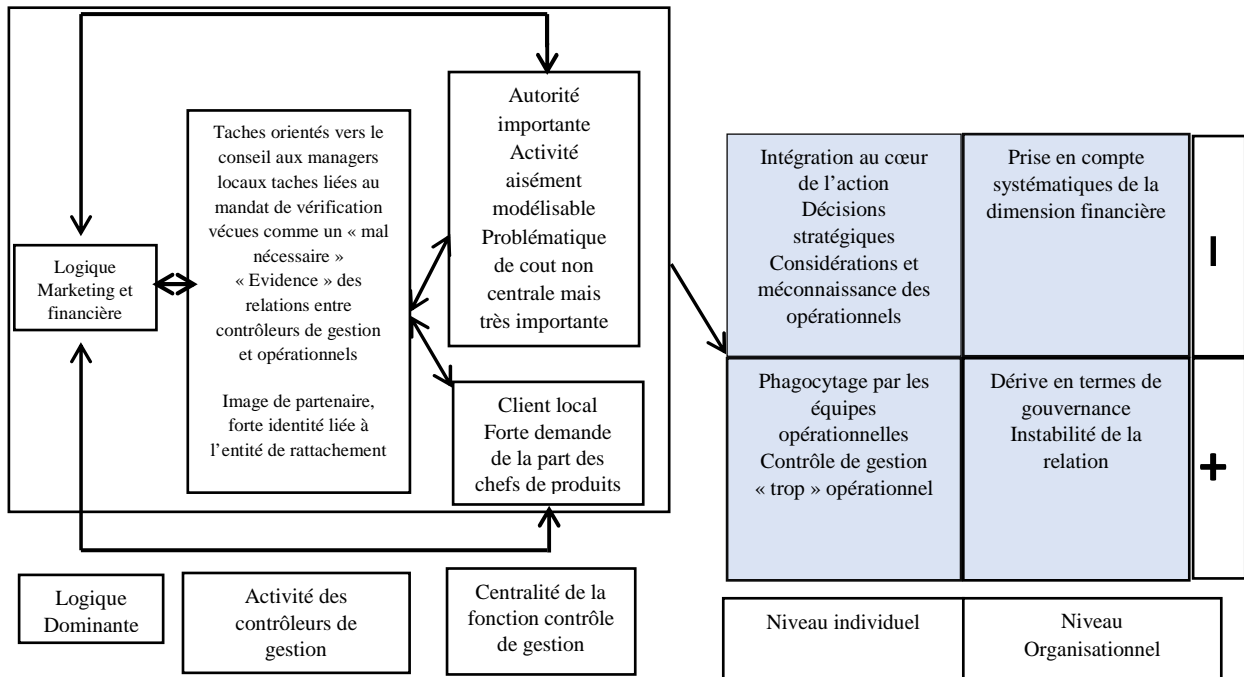 Logique
Marketing et
financière
Taches orientés vers le
conseil aux managers
locaux taches liées au
mandat de vérification
vécues comme un « mal
nécessaire »
« Evidence » des
relations entre
contrôleurs de gestion
et opérationnels
Image de partenaire,
forte identité liée à
l’entité de rattachement
Autorité
importante
Activité
aisément
modélisable
Problématique
de cout non
centrale mais
très importante
Client local
Forte demande
de la part des
chefs de produits
Intégration au cœur
de l’action
Décisions
stratégiques
Considérations et
méconnaissance des
opérationnels
Prise en compte
systématiques de la
dimension financière
–
Phagocytage par les
équipes
opérationnelles
Contrôle de gestion
« trop » opérationnel
Dérive en termes de
gouvernance
Instabilité de la
relation
+
Logique
Dominante
Activité des
contrôleurs de
gestion
Centralité de la
fonction contrôle
de gestion
Niveau individuel
Niveau
Organisationnel